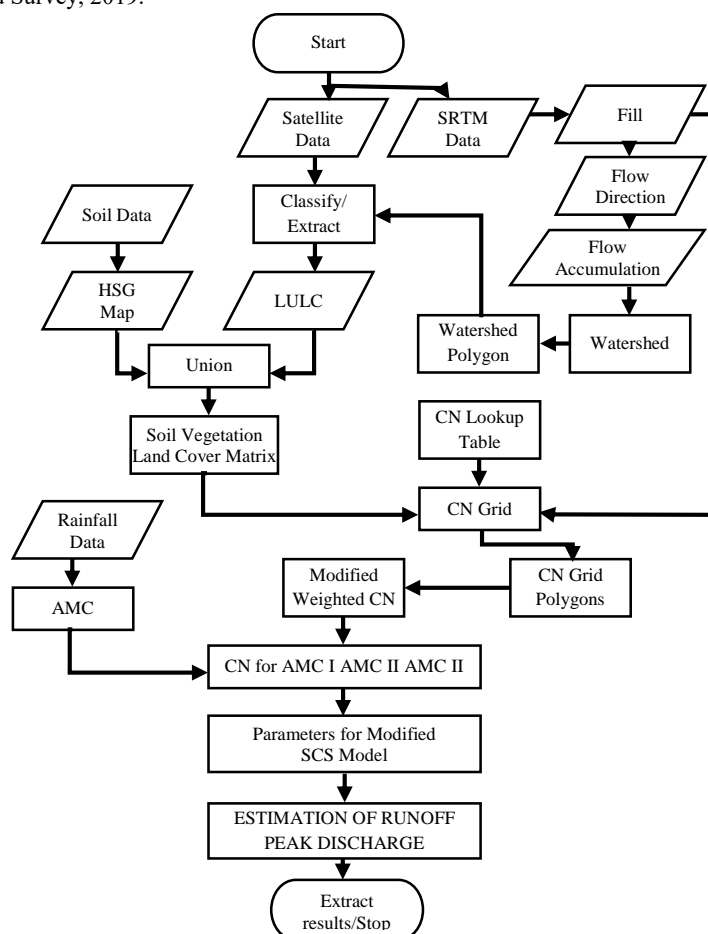 Survey, 2019.
Start
Satellite
Data
SRTM
Data
Fill
Soil Data
Classify/
Extract
Flow
Direction
HSG
Map
LULC
Flow
Accumulation
Union
Watershed
Polygon
Watershed
Soil Vegetation
Land Cover Matrix
CN Lookup
Table
CN Grid
Rainfall
Data
AMC
Modified
Weighted CN
CN Grid
Polygons
CN for AMC I AMC II AMC II
Parameters for Modified
SCS Model
ESTIMATION OF RUNOFF
PEAK DISCHARGE
Extract
results/Stop